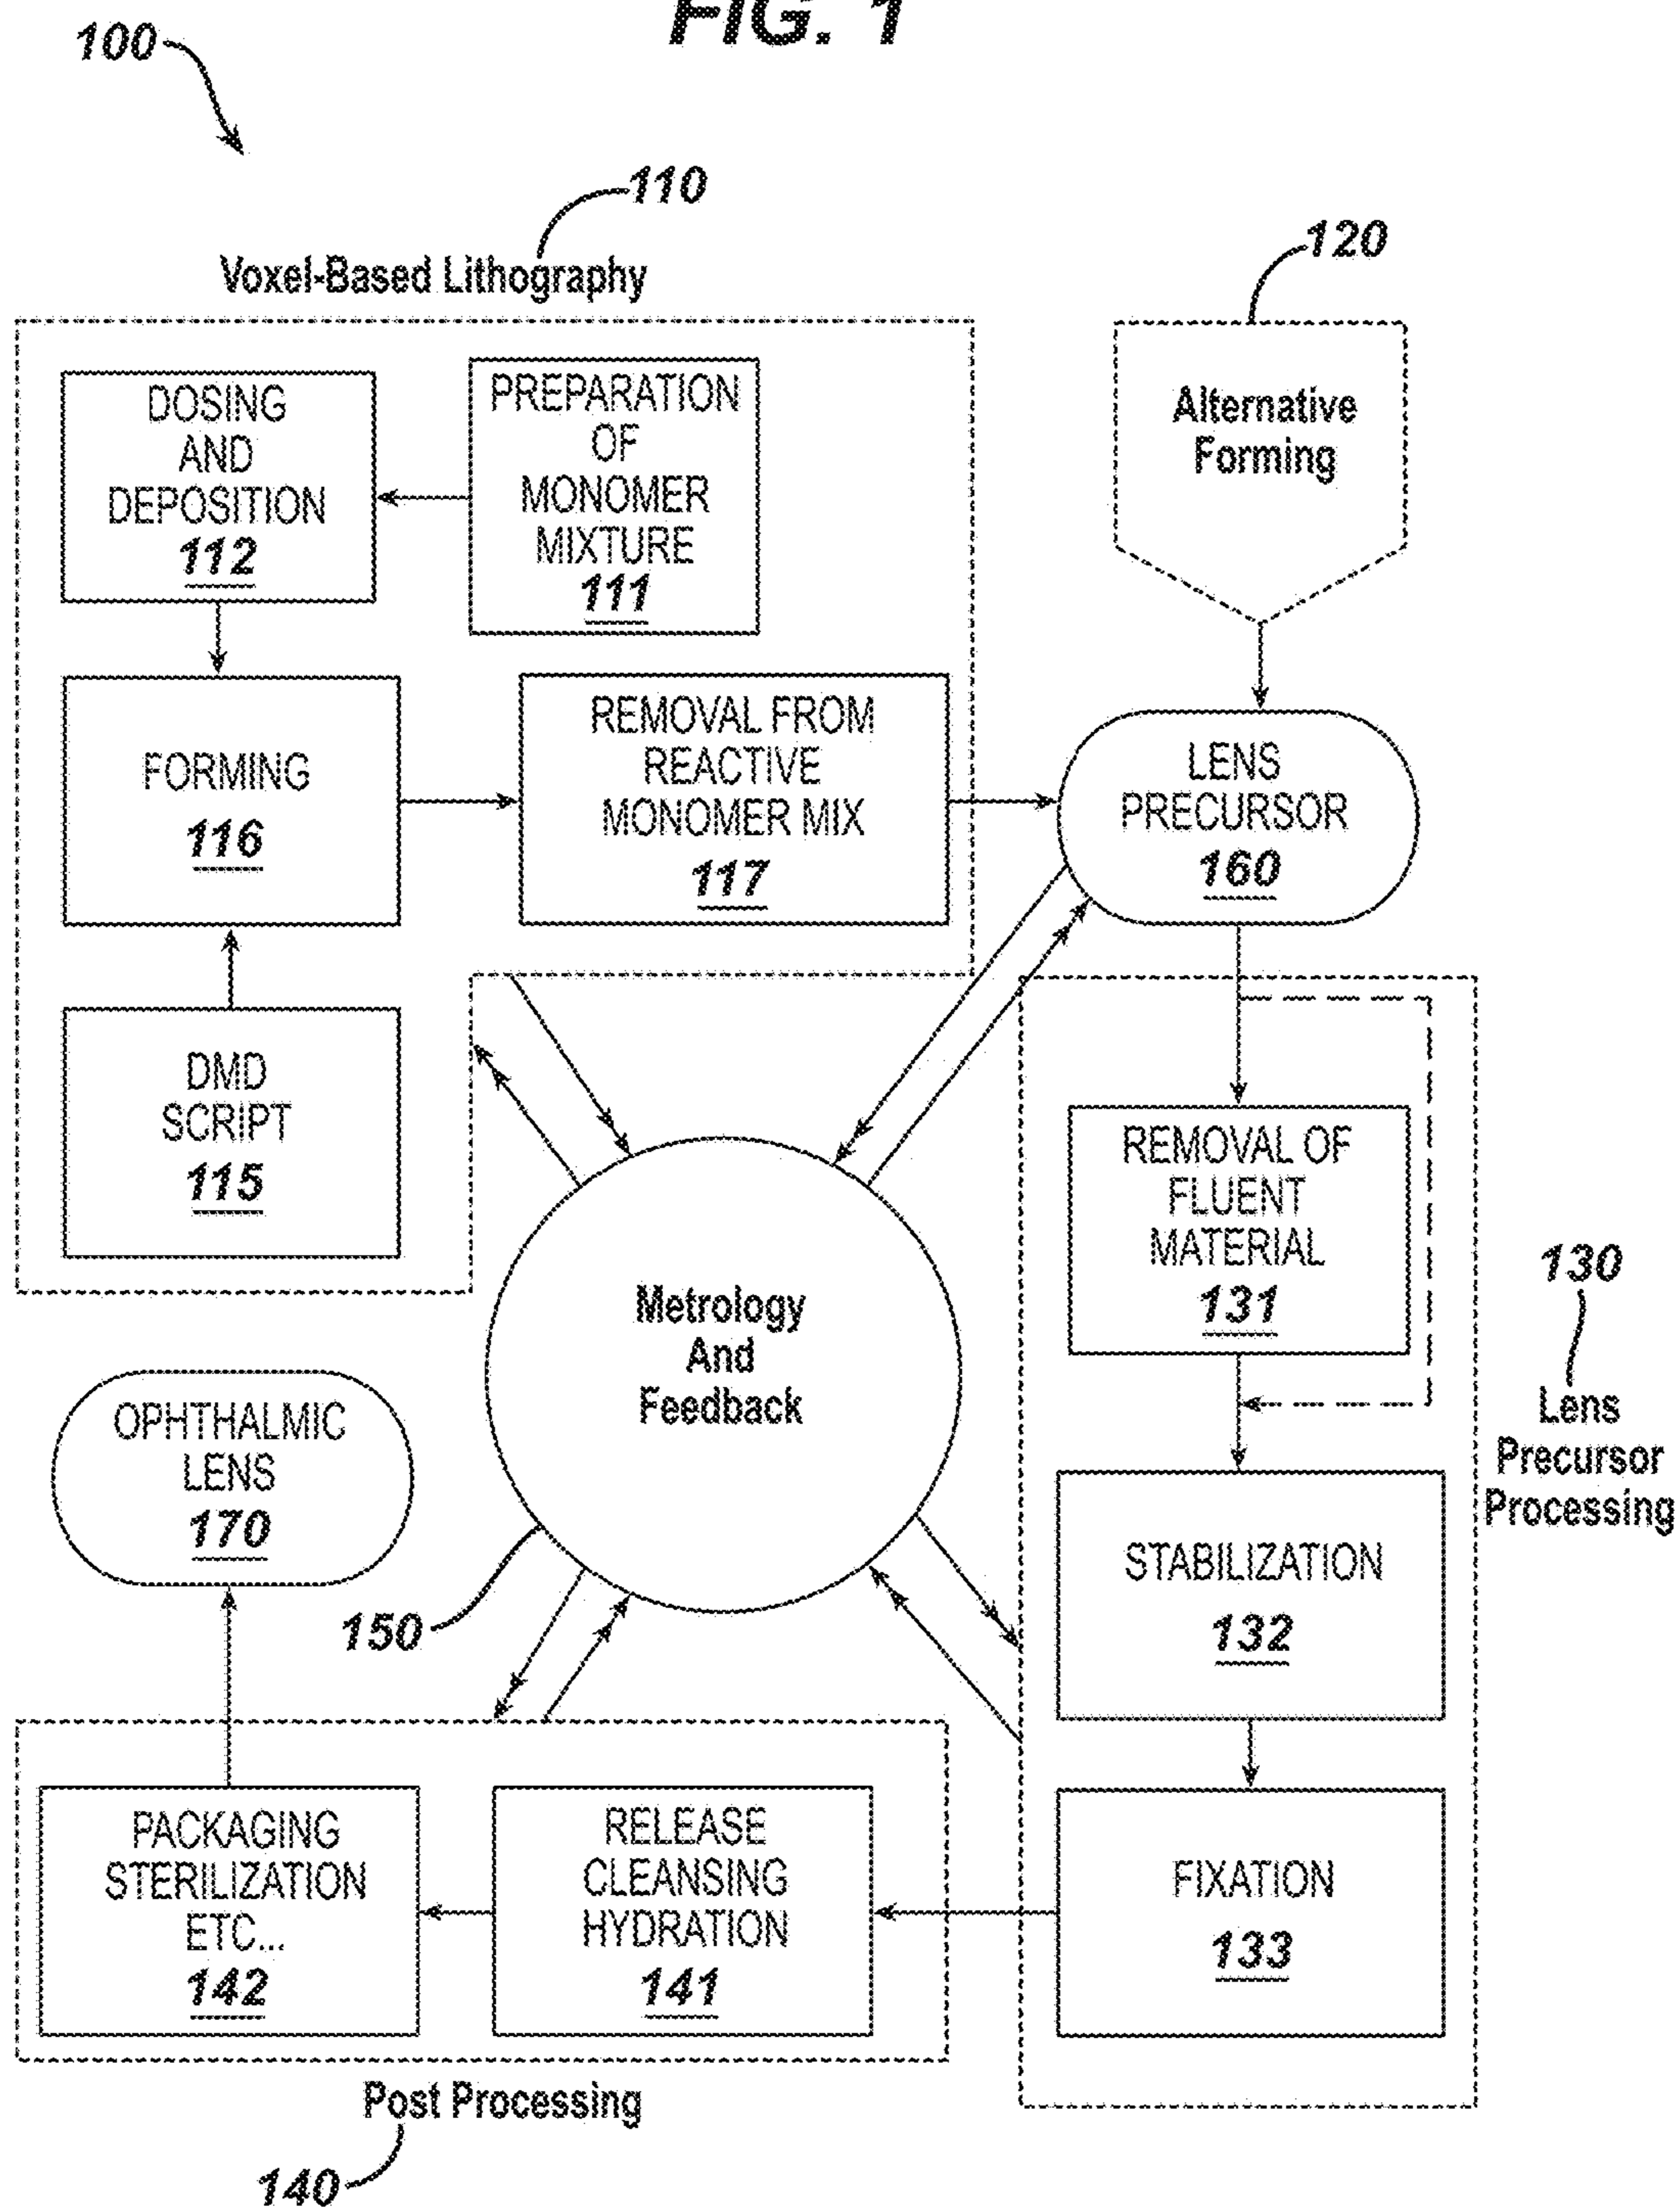 FIG. 1
100
110
Voxel-Based Lithography
120
DOSING
AND
DEPOSITION
112
PREPARATION
OF
MONOMER
MIXTURE
111
Alternative
Forming
FORMING
116
REMOVAL FROM
REACTIVE
MONOMER MIX
117
LENS
PRECURSOR
160
DMD
SCRIPT
115
REMOVAL OF
FLUENT
MATERIAL
131
130
Lens
Precursor
Processing
Metrology
And
Feedback
150
OPHTHALMIC
LENS
170
STABILIZATION
132
PACKAGING
STERILIZATION
ETC...
142
RELEASE
CLEANSING
HYDRATION
141
FIXATION
133
Post Processing
140